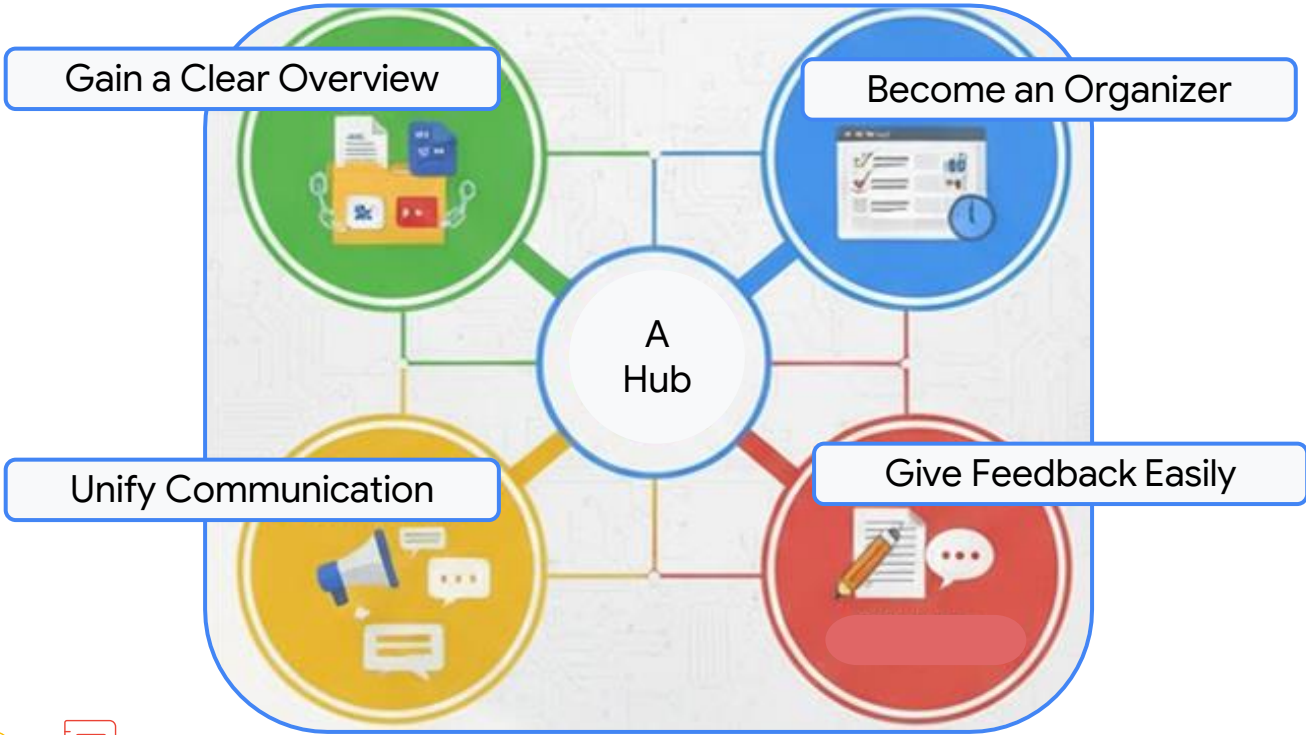 Gain a Clear Overview
Become an Organizer
A
Hub
Unify Communication
Give Feedback Easily